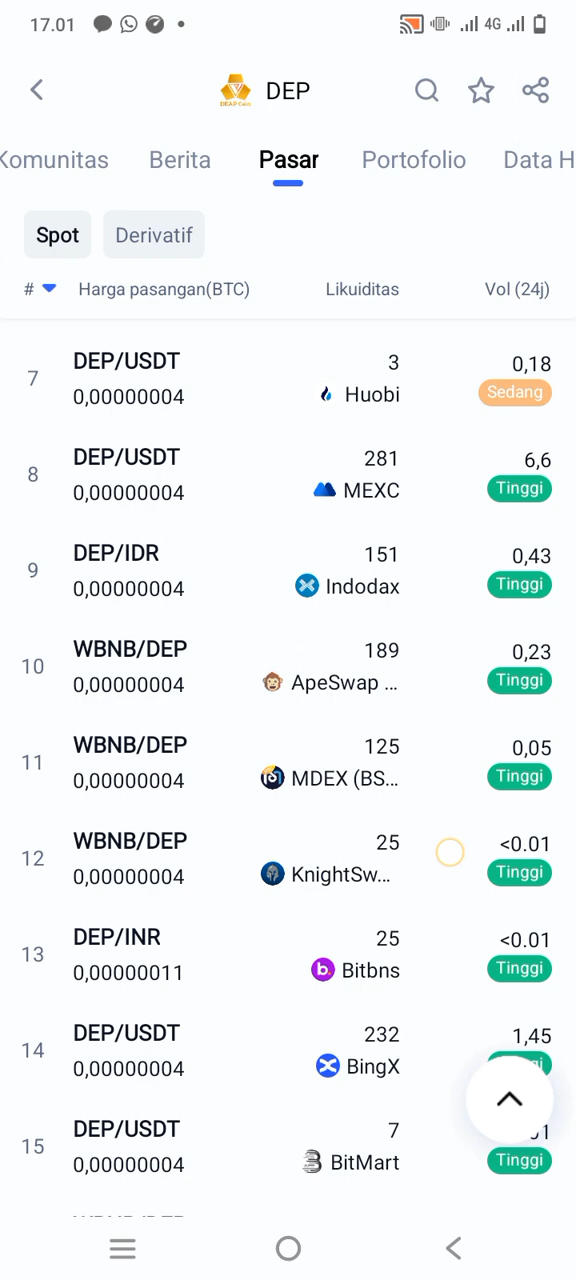 17.01
4G
DEAP Coin
DEP
Komunitas Berita Pasar Portofolio Data H
Spot Derivatif
# Harga pasangan(BTC) Likuiditas Vol (24j)
7 DEP/USDT 3 0,18
0,00000004 Huobi Sedang
8 DEP/USDT 281 6,6
0,00000004 MEXC Tinggi
9 DEP/IDR 151 0,43
0,00000004 Indodax Tinggi
10 WBNB/DEP 189 0,23
0,00000004 ApeSwap ... Tinggi
11 WBNB/DEP 125 0,05
0,00000004 MDEX (BS... Tinggi
12 WBNB/DEP 25 <0.01
0,00000004 KnightSw... Tinggi
13 DEP/INR 25 <0.01
0,00000011 Bitbns Tinggi
14 DEP/USDT 232 1,45
0,00000004 BingX
15 DEP/USDT 7
0,00000004 BitMart Tinggi